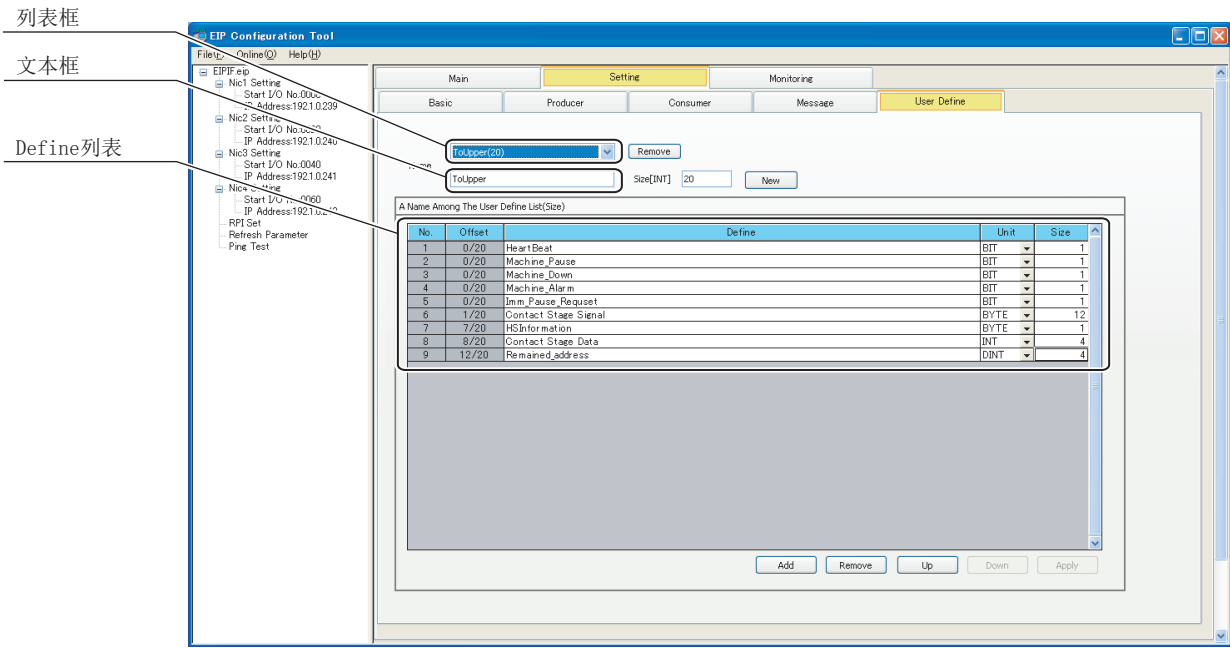 列表框
文本框
Define列表
EIP Configuration Tool
File(F) Online(O) Help(H)
EIPIF.eip
Nic1 Setting
Start I/O No.:0000
IP Address:192.1.0.239
Nic2 Setting
IP Address:192.1.0.240
Nic3 Setting
Start I/O No.:0040
IP Address:192.1.0.241
Nic4 Setting
Start I/O No.:0060
IP Address:192.1.0.242
RPI Set
Refresh Parameter
Ping Test
Main Setting Monitoring
Basic Producer Consumer Message User Define
ToUpper(20) Remove
Name
ToUpper Size[INT] 20 New
A Name Among The User Define List(Size)
No. Offset Define Unit Size
1 0/20 HeartBeat BIT 1
2 0/20 Machine_Pause BIT 1
3 0/20 Machine_Down BIT 1
4 0/20 Machine_Alarm BIT 1
5 0/20 Imm_Pause_Requset BIT 1
6 1/20 Contact Stage Signal BYTE 12
7 7/20 HSInformation BYTE 1
8 8/20 Contact Stage Data INT 4
9 12/20 Remained_address DINT 4
Add Remove Up Down Apply